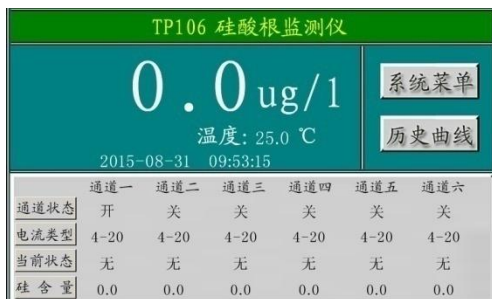 TP106 硅酸根监测仪
0.0ug/l
系统菜单
温度: 25.0 ℃
历史曲线
2015-08-31 09:53:15
通道一 通道二 通道三 通道四 通道五 通道六
通道状态 开 关 关 关 关 关
电流类型 4-20 4-20 4-20 4-20 4-20 4-20
当前状态 无 无 无 无 无 无
硅 含 量 0.0 0.0 0.0 0.0 0.0 0.0